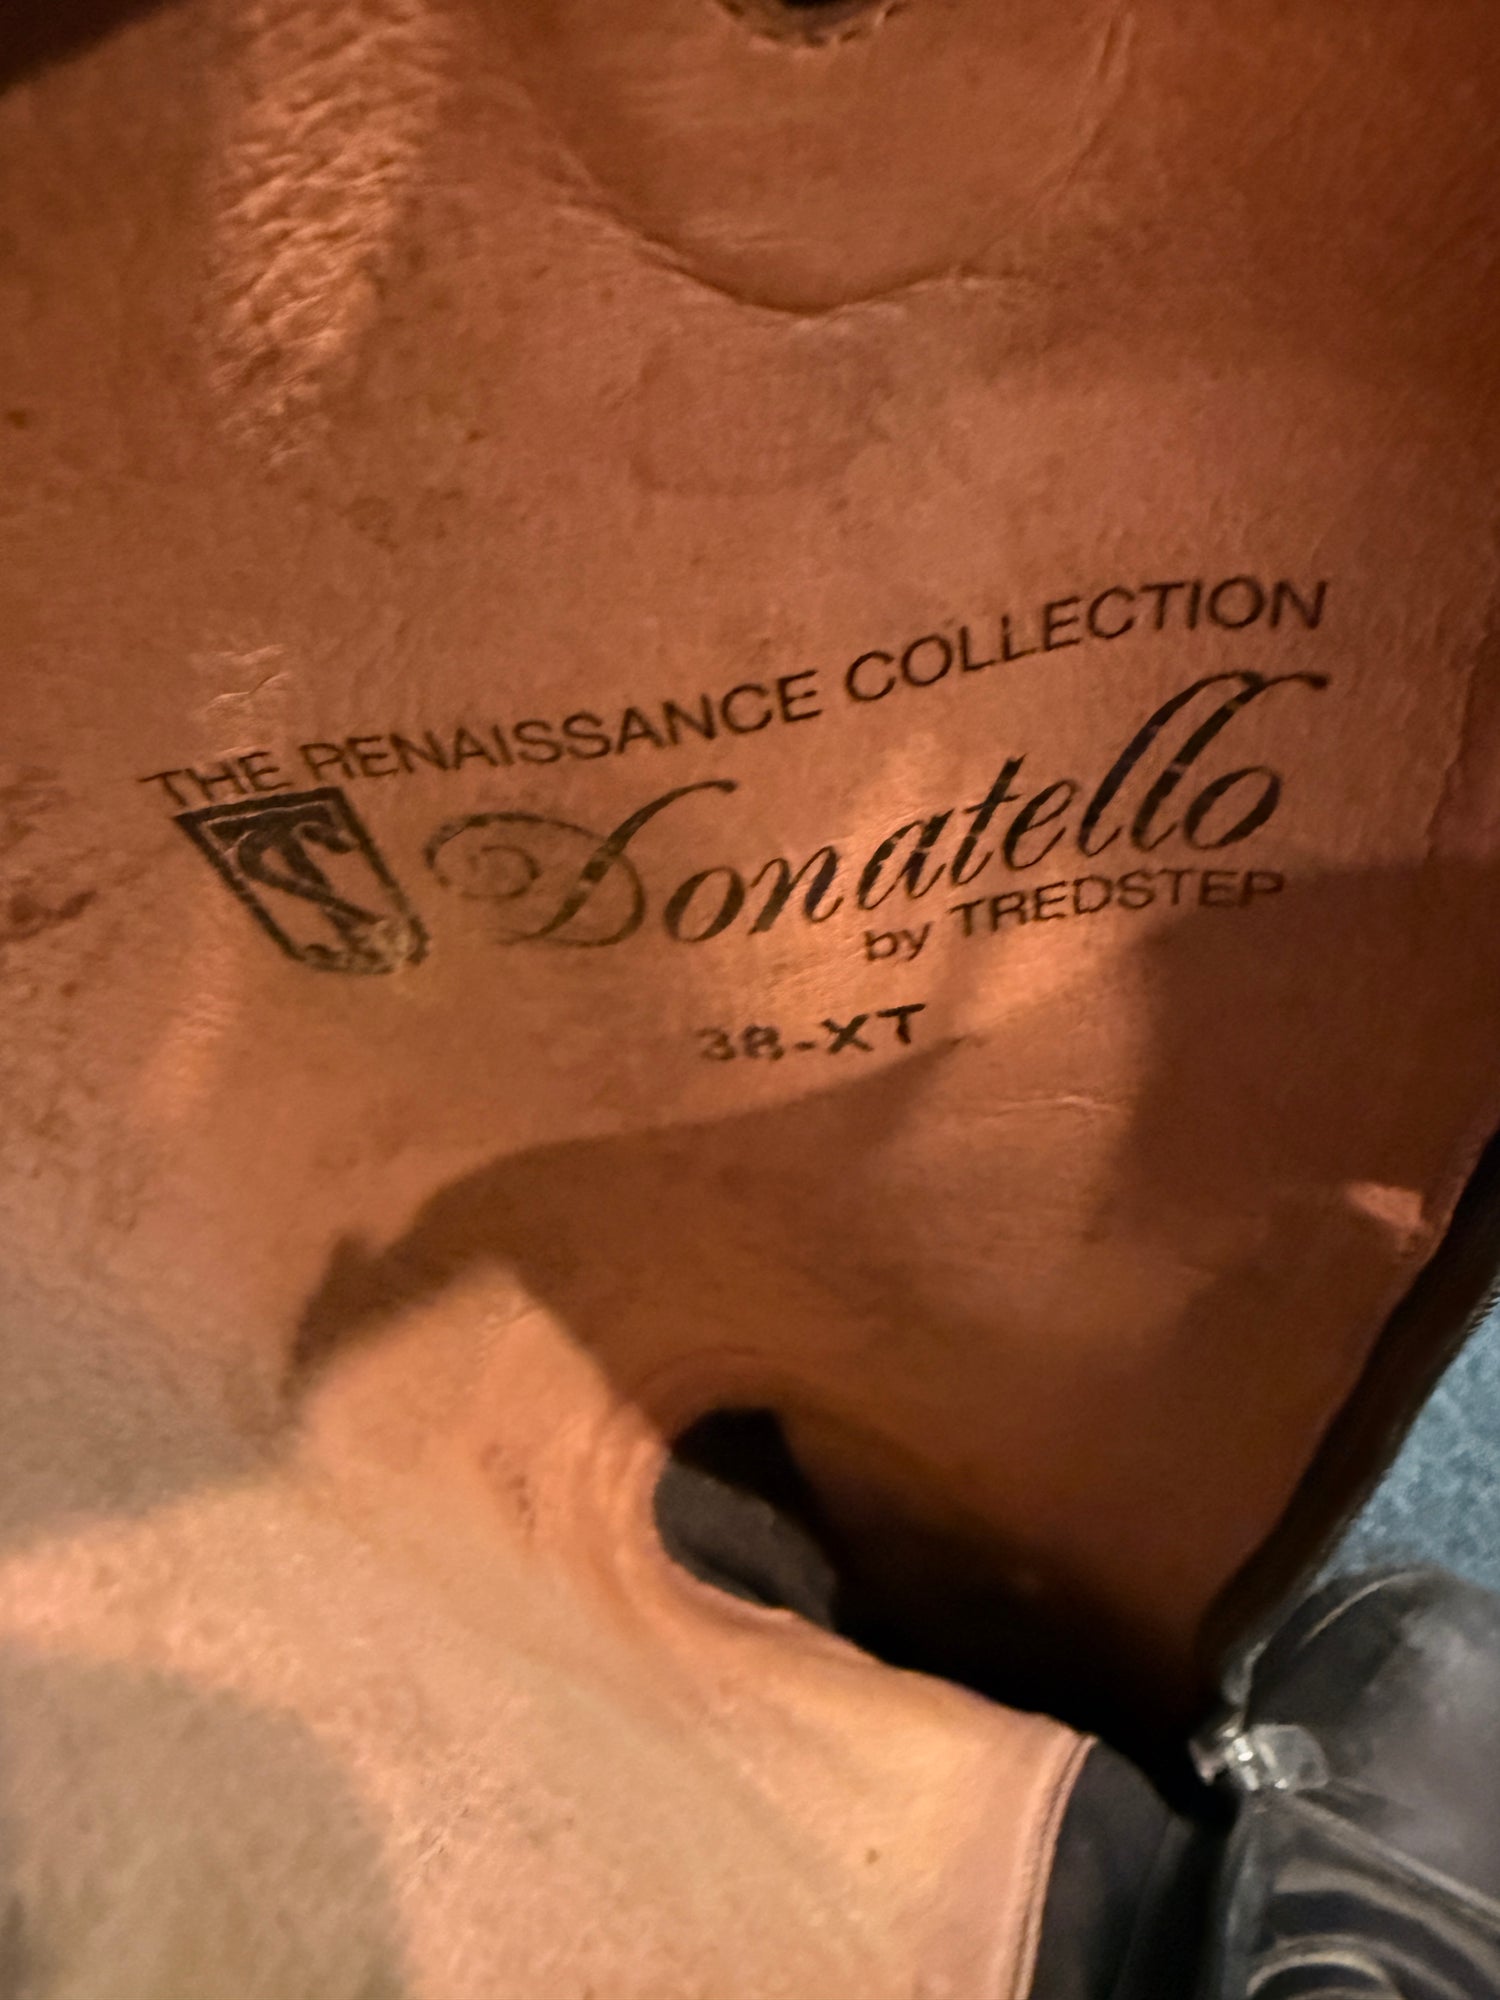 THE RENAISSANCE COLLECTION
Donatello
by TREDSTEP
38-XT